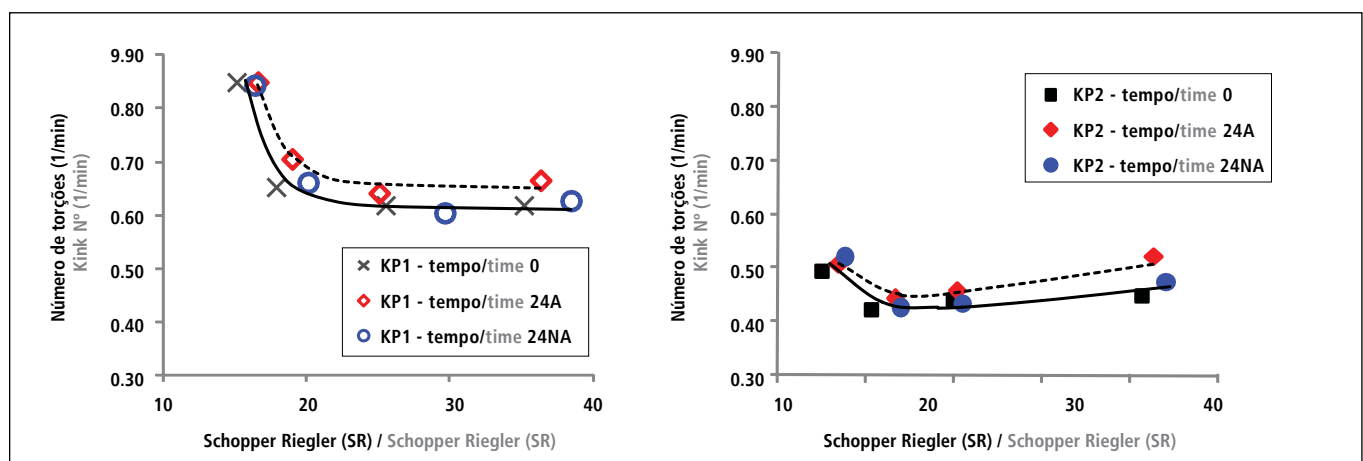 9.90
0.80
0.70
0.60
0.50
0.40
0.30
10 20 30 40
Número de torções (1/min)
Kink Nº (1/min)
KP1 - tempo/time 0
KP1 - tempo/time 24A
KP1 - tempo/time 24NA
Schopper Riegler (SR) / Schopper Riegler (SR)
9.90
0.80
0.70
0.60
0.50
0.40
0.30
10 20 30 40
Número de torções (1/min)
Kink Nº (1/min)
KP2 - tempo/time 0
KP2 - tempo/time 24A
KP2 - tempo/time 24NA
Schopper Riegler (SR) / Schopper Riegler (SR)